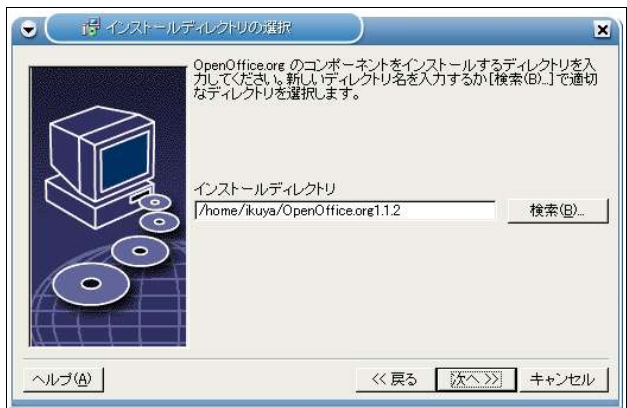 インストールディレクトリの選択
OpenOffice.org のコンポーネントをインストールするディレクトリを入
力してください。新しいディレクトリ名を入力するか[検索(B)...]で適切
なディレクトリを選択します。
インストールディレクトリ
/home/ikuya/OpenOffice.org1.1.2
検索(B)...
ヘルプ(A)
<< 戻る
次へ >>
キャンセル